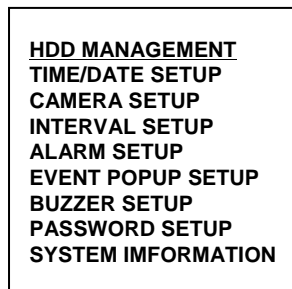 HDD MANAGEMENT
TIME/DATE SETUP
CAMERA SETUP
INTERVAL SETUP
ALARM SETUP
EVENT POPUP SETUP
BUZZER SETUP
PASSWORD SETUP
SYSTEM IMFORMATION